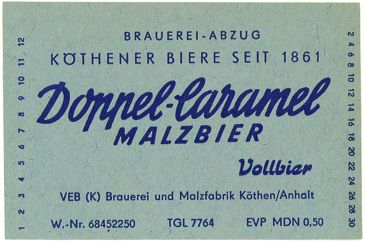 BRAUEREI-ABZUG
KÖTHENER BIERE SEIT 1861
Doppel-Caramel
MALZBIER
Vollbier
VEB (K) Brauerei und Malzfabrik Köthen/Anhalt
W.-Nr. 68452250 TGL 7764 EVP MDN 0,50
1 2 3 4 5 6 7 8 9 10 11 12
2 4 6 8 10 12 14 16 18 20 22 24 26 28 30